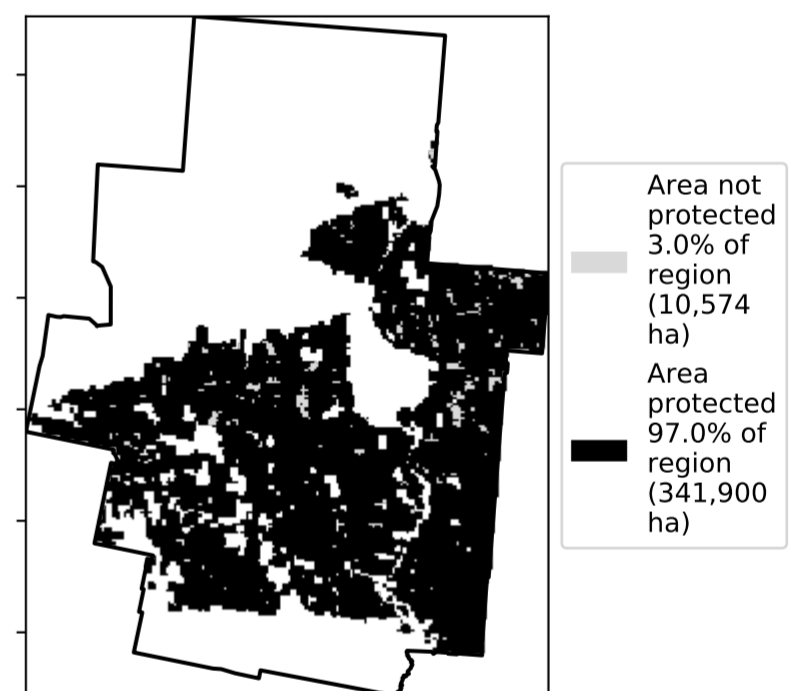 Area not
protected
3.0% of
region
(10,574
ha)
Area
protected
97.0% of
region
(341,900
ha)